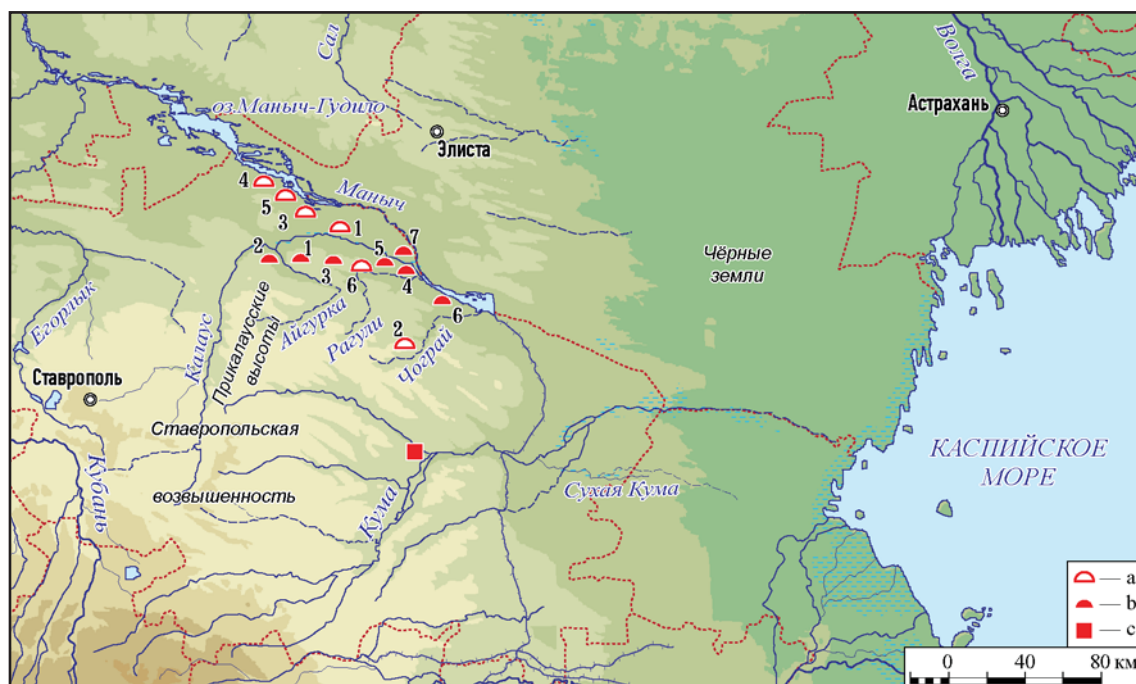 Волга
Сал
Астрахань
оз.Маныч-Гудило
Элиста
4
5
Маныч
3
1
2
1
5
7
3
6
4
6
Чёрные
земли
Егорлык
Калаус
Прикалаусские
высоты
Айгурка
Рагули
2
Чограй
Ставрополь
Ставропольская
возвышенность
КАСПИЙСКОЕ
МОРЕ
Кубань
Кума
Сухая Кума
— a
— b
— c
0 40 80 км